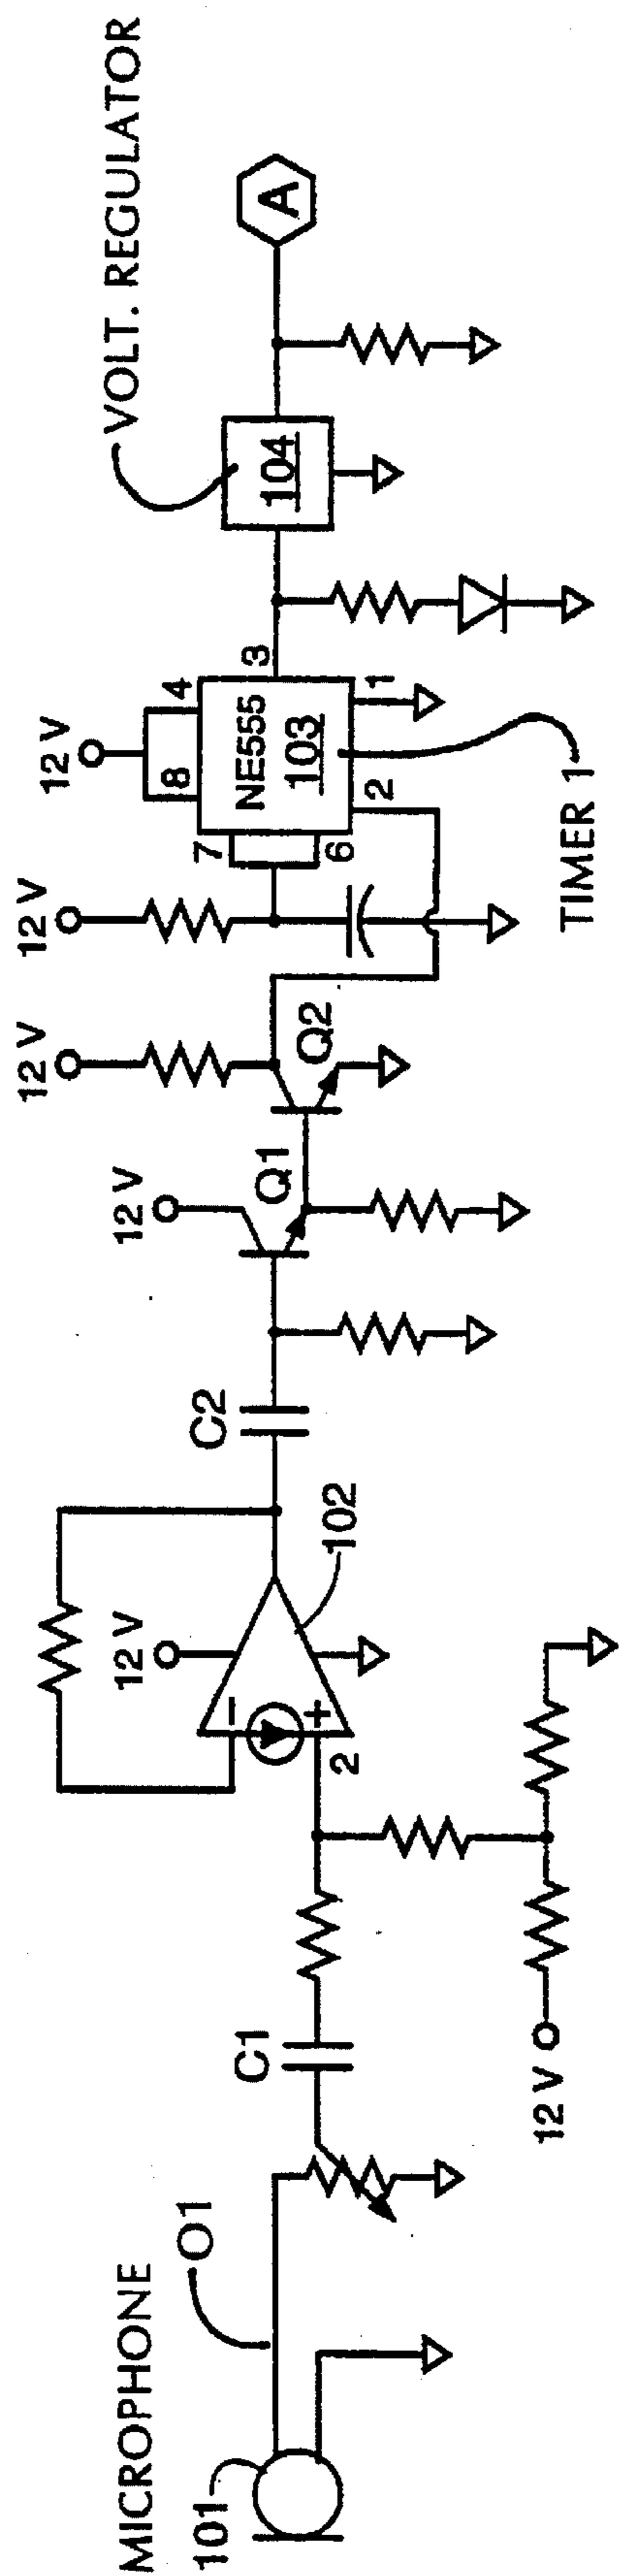 MICROPHONE
101
O1
C1
12 V
2
−
+
12 V
102
C2
12 V
Q1
12 V
Q2
12 V
7
6
12 V
8
4
NE555
103
3
2
1
TIMER 1
VOLT. REGULATOR
104
A